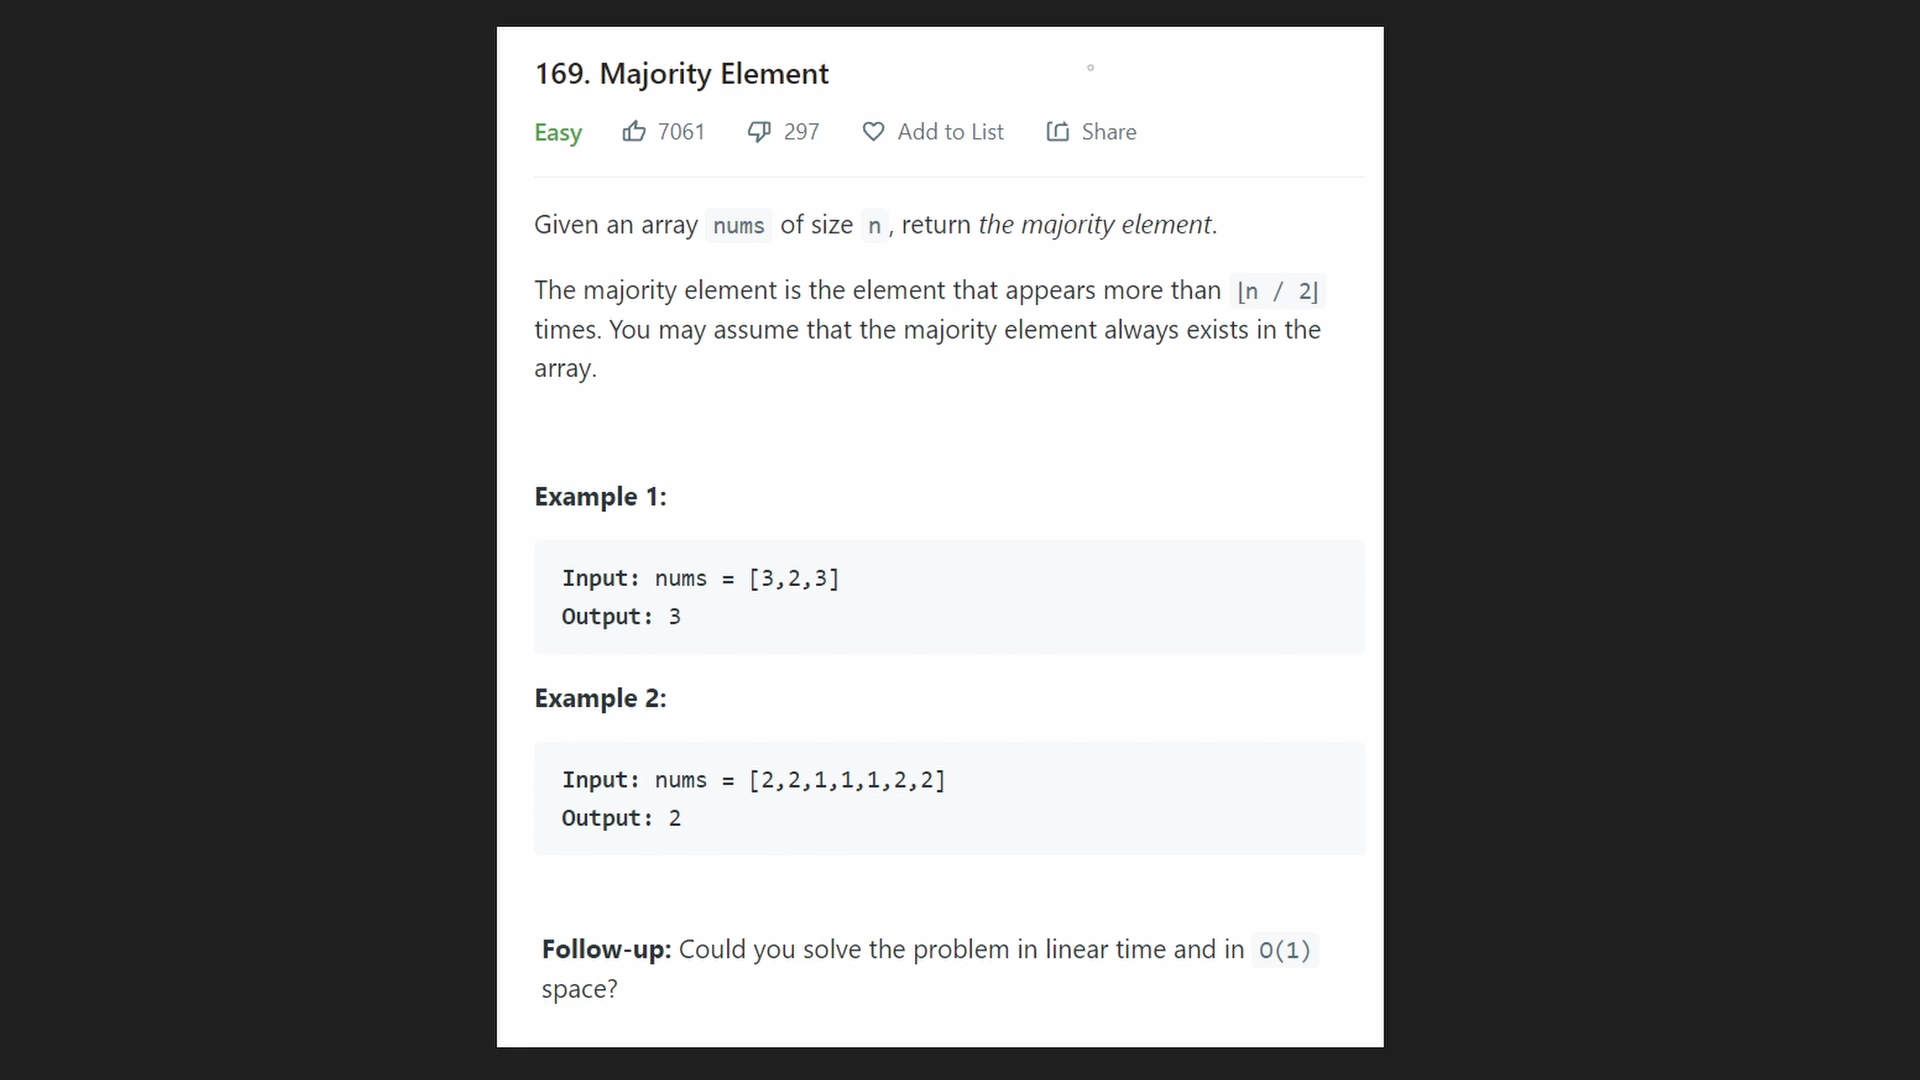 169. Majority Element
Easy 7061 297 Add to List Share
Given an array nums of size n, return the majority element.
The majority element is the element that appears more than ⌊n / 2⌋
times. You may assume that the majority element always exists in the
array.
Example 1:
Input: nums = [3,2,3]
Output: 3
Example 2:
Input: nums = [2,2,1,1,1,2,2]
Output: 2
Follow-up: Could you solve the problem in linear time and in O(1)
space?